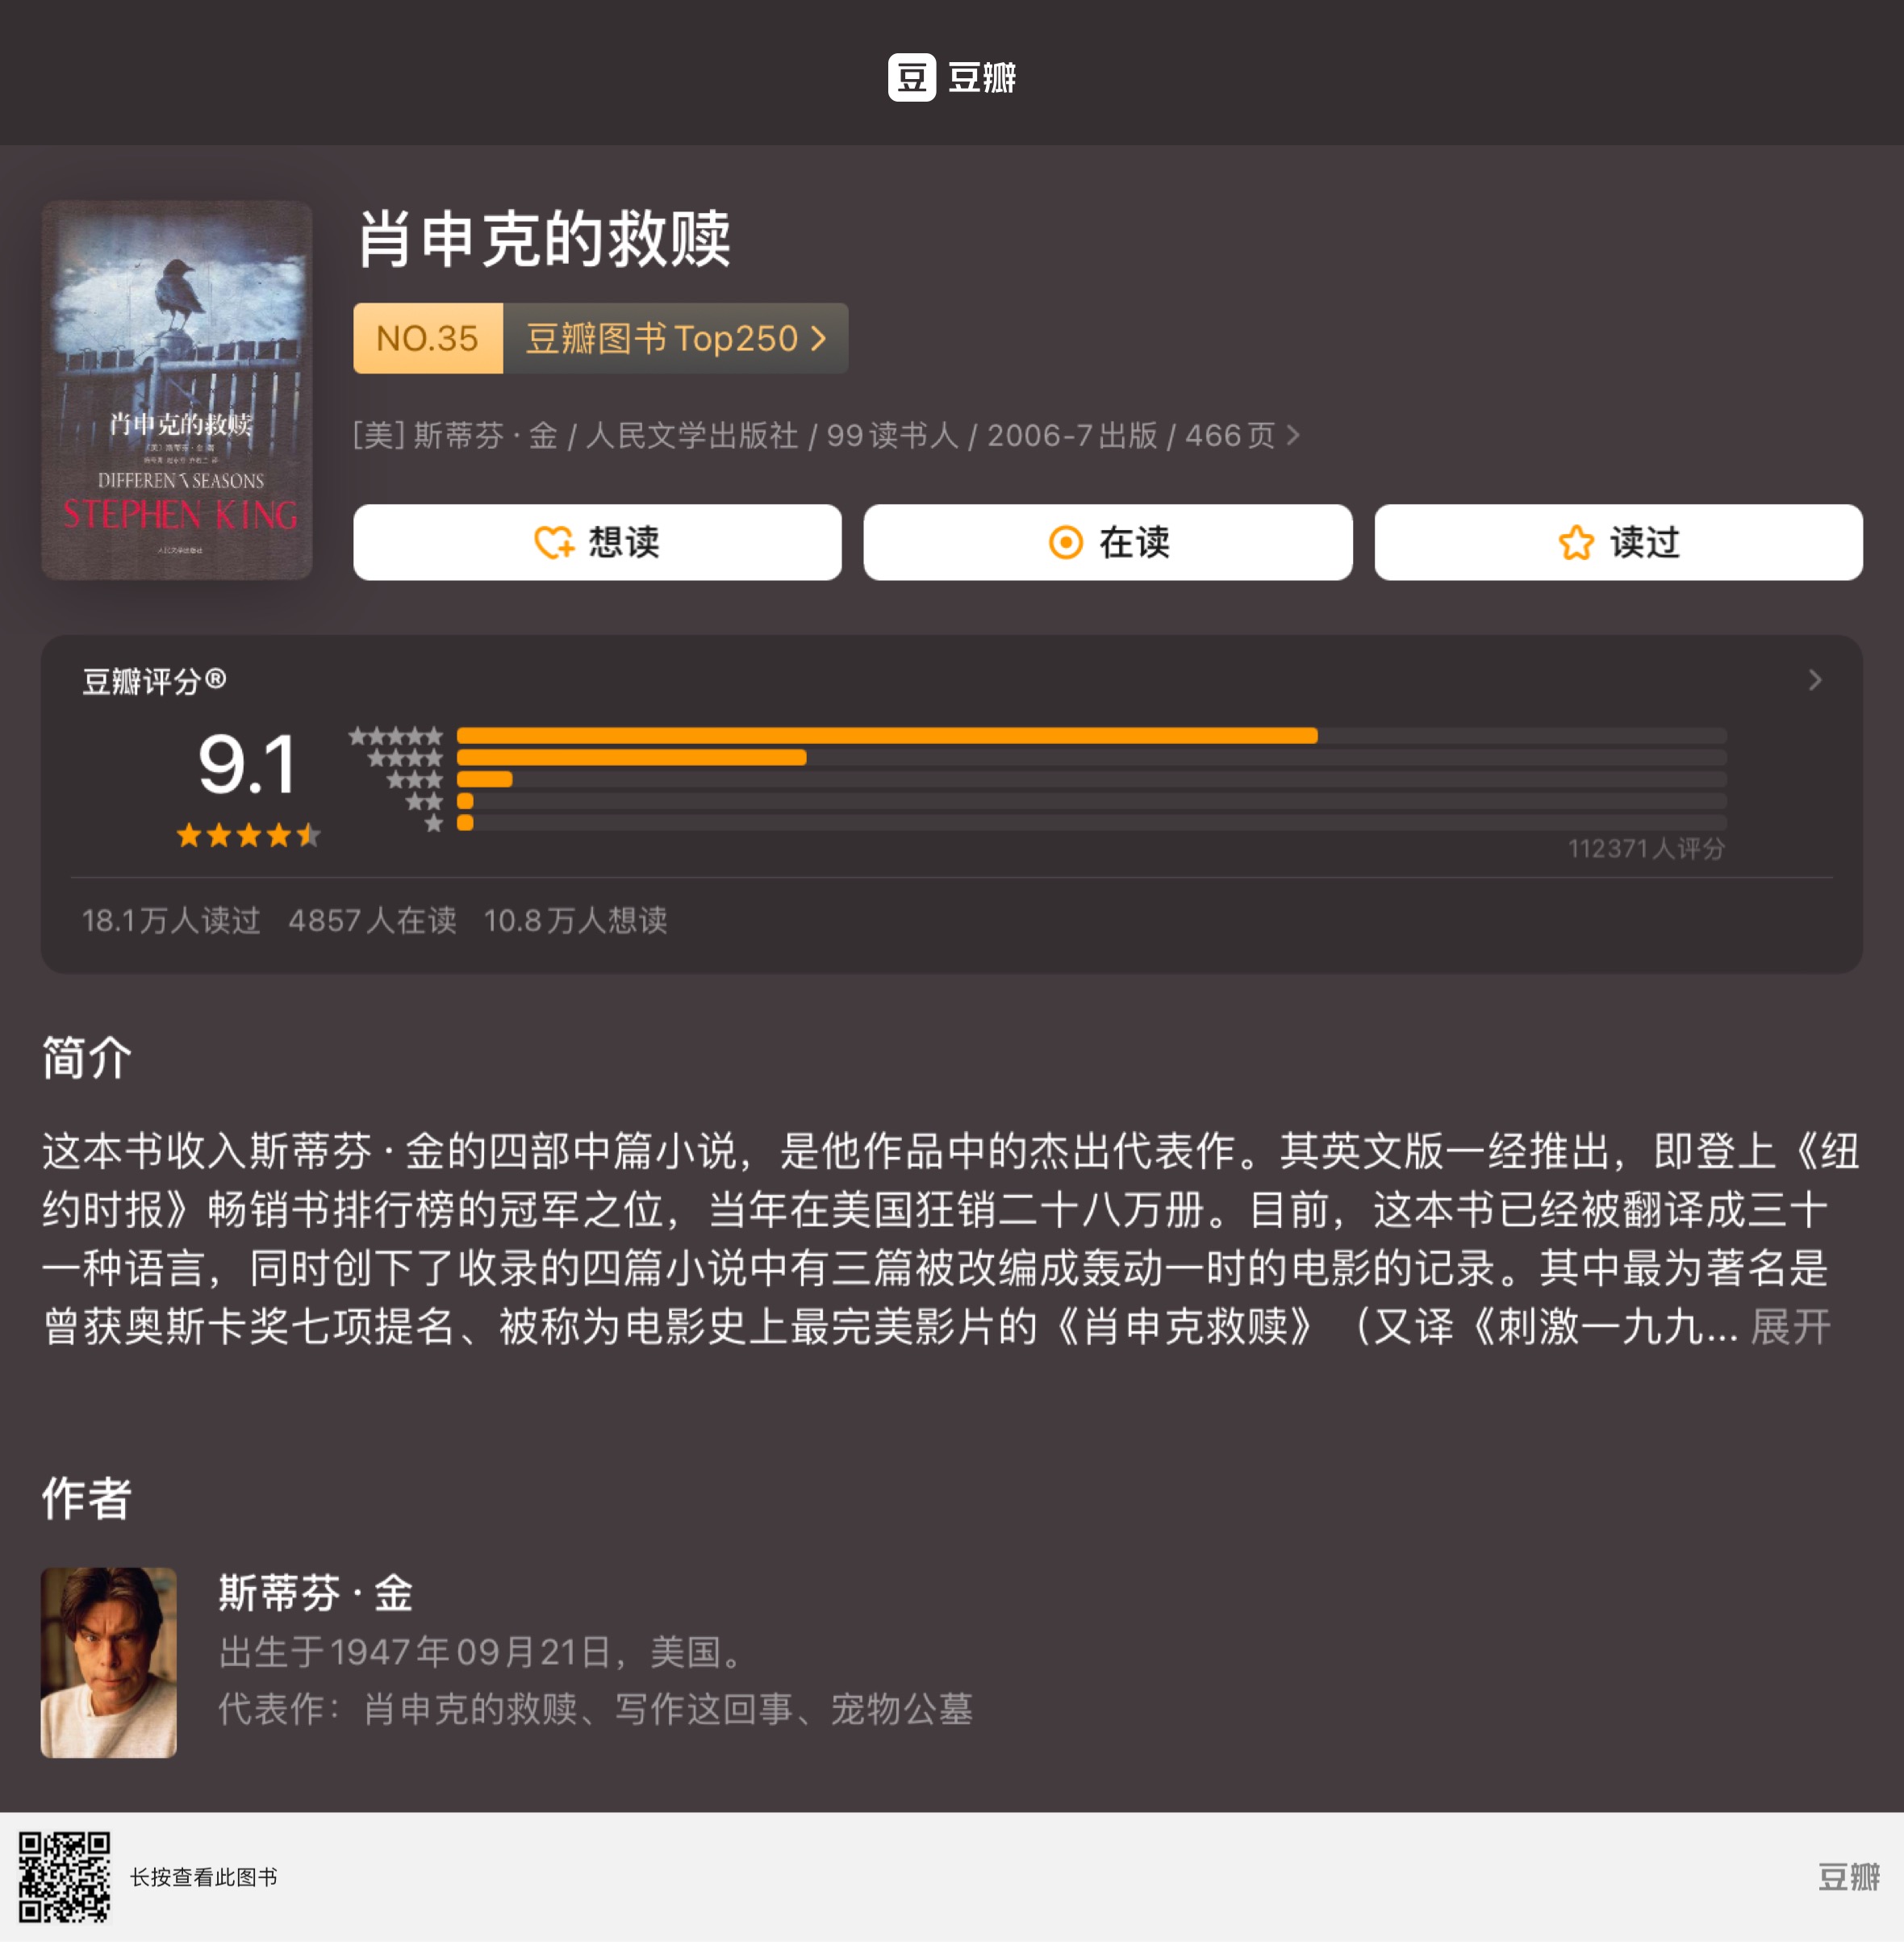 豆 豆瓣
肖申克的救赎
NO.35 豆瓣图书Top250
[美] 斯蒂芬·金 / 人民文学出版社 / 99读书人 / 2006-7出版 / 466页
肖申克的救赎
DIFFERENT SEASONS
STEPHEN KING
人民文学出版社
想读 在读 读过
豆瓣评分®
9.1
112371人评分
18.1万人读过 4857人在读 10.8万人想读
简介
这本书收入斯蒂芬·金的四部中篇小说，是他作品中的杰出代表作。其英文版一经推出，即登上《纽
约时报》畅销书排行榜的冠军之位，当年在美国狂销二十八万册。目前，这本书已经被翻译成三十
一种语言，同时创下了收录的四篇小说中有三篇被改编成轰动一时的电影的记录。其中最为著名是
曾获奥斯卡奖七项提名、被称为电影史上最完美影片的《肖申克救赎》（又译《刺激一九九... 展开
作者
斯蒂芬·金
出生于1947年09月21日，美国。
代表作：肖申克的救赎、写作这回事、宠物公墓
长按查看此图书
豆瓣